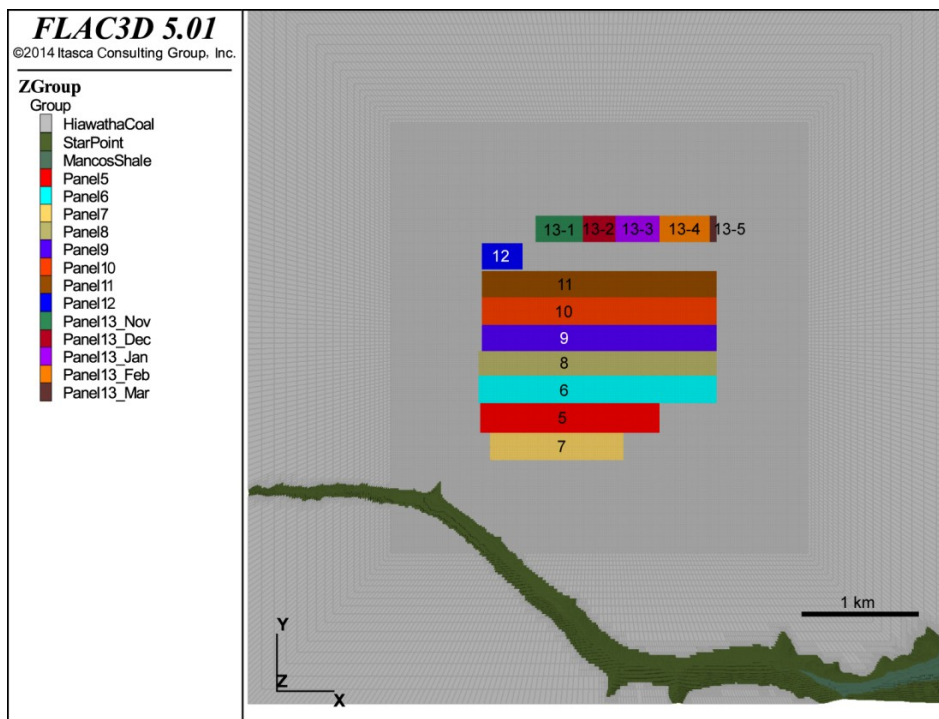 FLAC3D 5.01
©2014 Itasca Consulting Group, Inc.
ZGroup
Group
HiawathaCoal
StarPoint
MancosShale
Panel5
Panel6
Panel7
Panel8
Panel9
Panel10
Panel11
Panel12
Panel13_Nov
Panel13_Dec
Panel13_Jan
Panel13_Feb
Panel13_Mar
13-1 13-2 13-3 13-4 13-5
12
11
10
9
8
6
5
7
1 km
Y
Z
X